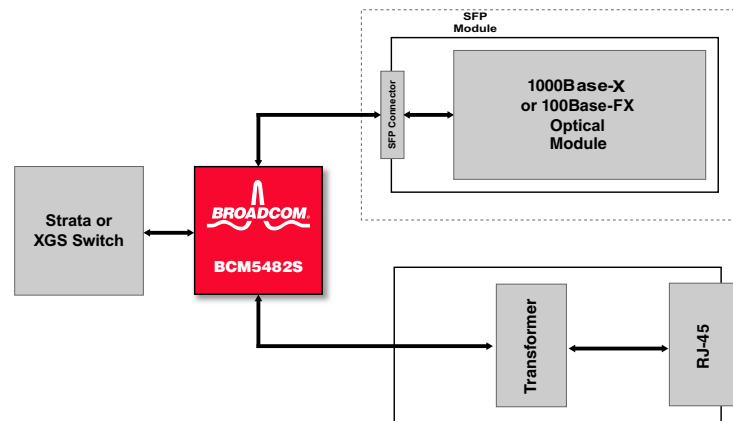 SFP
Module
SFP Connector
1000Base-X
or 100Base-FX
Optical
Module
Strata or
XGS Switch
BROADCOM®
BCM5482S
Transformer
RJ-45